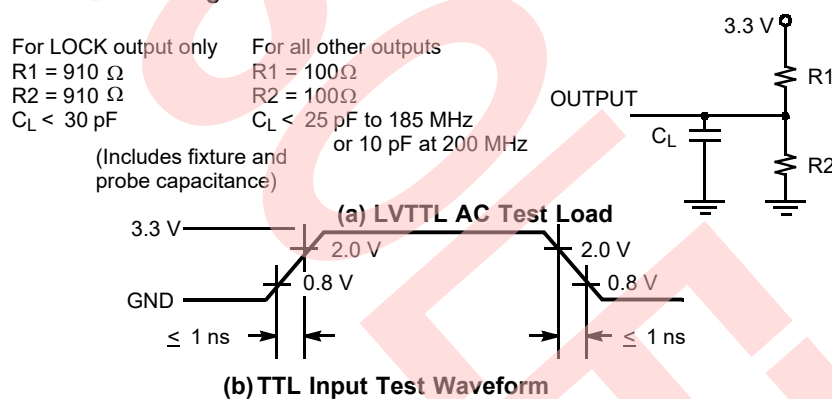 For LOCK output only
R1 = 910 Ω
R2 = 910 Ω
C_L < 30 pF
(Includes fixture and
probe capacitance)
For all other outputs
R1 = 100Ω
R2 = 100Ω
C_L < 25 pF to 185 MHz
or 10 pF at 200 MHz
3.3 V
R1
OUTPUT
C_L
R2
(a) LVTTL AC Test Load
3.3 V
2.0 V
2.0 V
0.8 V
0.8 V
GND
≤ 1 ns
≤ 1 ns
(b) TTL Input Test Waveform